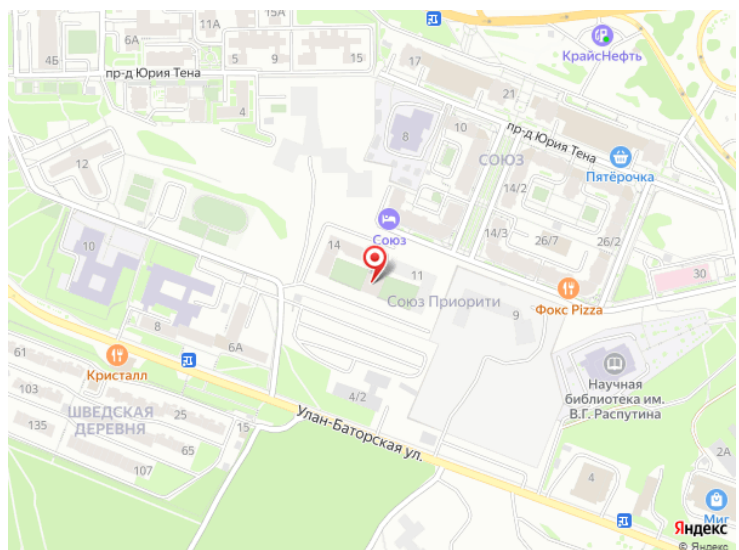 11А
15
6А
4Б
5
9
15
пр-д Юрия Тена
4
17
КрайсНефть
21
10
8
пр-д Юрия Тена
СОЮЗ
Пятёрочка
12
14/2
10
Союз
14
14/3
26/7
26/2
30
11
Фокс Pizza
Союз Приорити
9
8
6А
61
Кристалл
103
4/2
Научная
библиотека им.
В.Г. Распутина
ШВЕДСКАЯ
ДЕРЕВНЯ
25
15
135
65
107
Улан-Баторская ул.
2А
4
Миг
Яндекс
© Яндекс